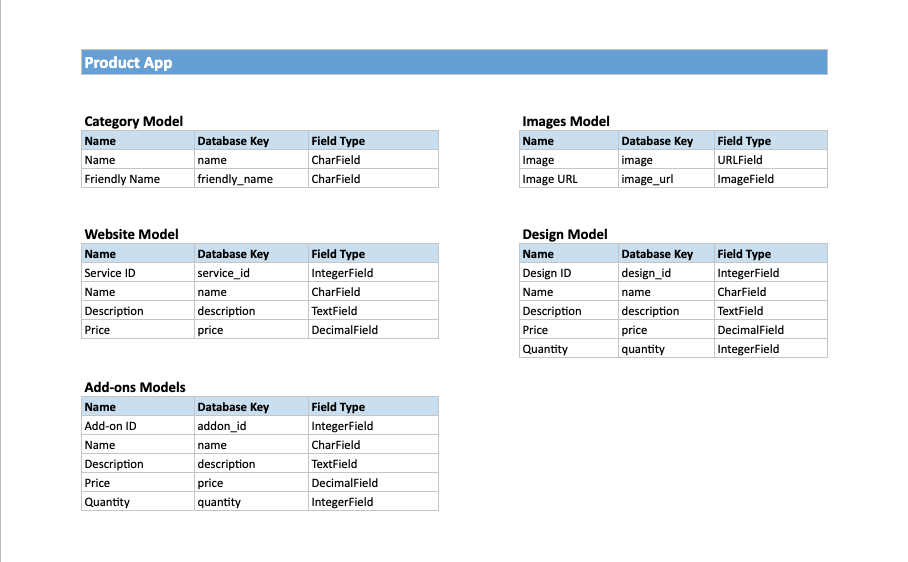 Product App
Category Model
Name Database Key Field Type
Name name CharField
Friendly Name friendly_name CharField
Images Model
Name Database Key Field Type
Image image URLField
Image URL image_url ImageField
Website Model
Name Database Key Field Type
Service ID service_id IntegerField
Name name CharField
Description description TextField
Price price DecimalField
Design Model
Name Database Key Field Type
Design ID design_id IntegerField
Name name CharField
Description description TextField
Price price DecimalField
Quantity quantity IntegerField
Add-ons Models
Name Database Key Field Type
Add-on ID addon_id IntegerField
Name name CharField
Description description TextField
Price price DecimalField
Quantity quantity IntegerField